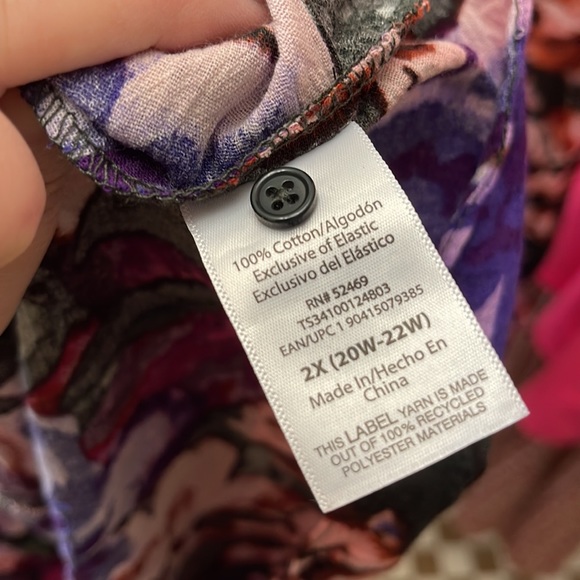 100% Cotton/Algodón
Exclusive of Elastic
Exclusivo del Elástico
RN# 52469
TS34100124803
EAN/UPC 1 90415079385
2X (20W-22W)
Made In/Hecho En
China
THIS LABEL YARN IS MADE
OUT OF 100% RECYCLED
POLYESTER MATERIALS